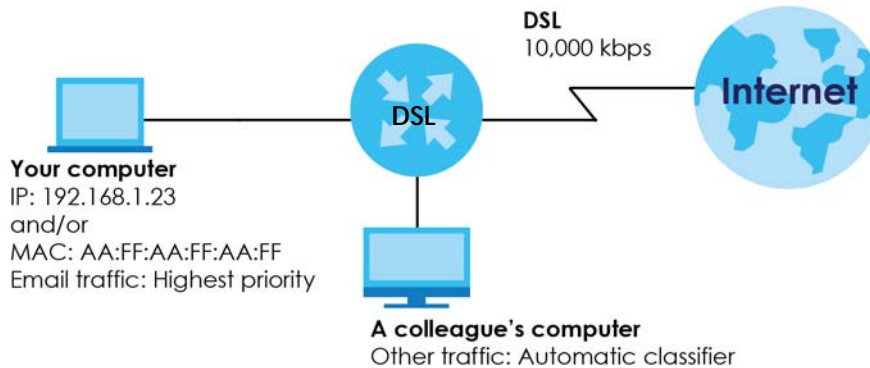 DSL
10,000 kbps
Internet
DSL
Your computer
IP: 192.168.1.23
and/or
MAC: AA:FF:AA:FF:AA:FF
Email traffic: Highest priority
A colleague’s computer
Other traffic: Automatic classifier